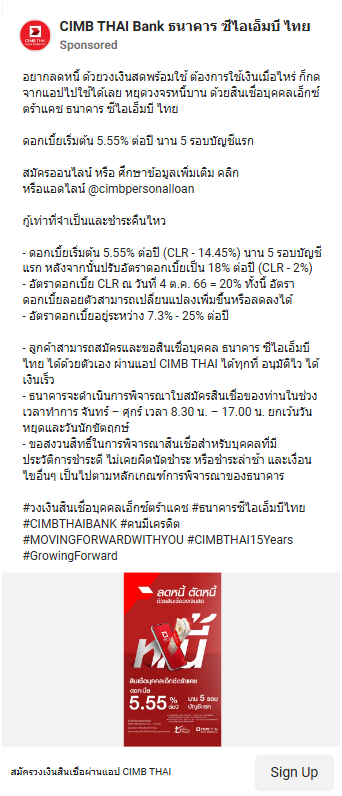 CIMB THAI Bank ธนาคาร ซีไอเอ็มบี ไทย
Sponsored
อยากลดหนี้ ด้วยวงเงินสดพร้อมใช้ ต้องการใช้เงินเมื่อไหร่ ก็กด
จากแอปไปใช้ได้เลย หยุดวงจรหนี้บาน ด้วยสินเชื่อบุคคลเอ็กซ์
ตร้าแคช ธนาคาร ซีไอเอ็มบี ไทย
ดอกเบี้ยเริ่มต้น 5.55% ต่อปี นาน 5 รอบบัญชีแรก
สมัครออนไลน์ หรือ ศึกษาข้อมูลเพิ่มเติม คลิก
หรือแอดไลน์ @cimbpersonalloan
กู้เท่าที่จำเป็นและชำระคืนไหว
- ดอกเบี้ยเริ่มต้น 5.55% ต่อปี (CLR - 14.45%) นาน 5 รอบบัญชี
แรก หลังจากนั้นปรับอัตราดอกเบี้ยเป็น 18% ต่อปี (CLR - 2%)
- อัตราดอกเบี้ย CLR ณ วันที่ 4 ต.ค. 66 = 20% ทั้งนี้ อัตรา
ดอกเบี้ยลอยตัวสามารถเปลี่ยนแปลงเพิ่มขึ้นหรือลดลงได้
- อัตราดอกเบี้ยอยู่ระหว่าง 7.3% - 25% ต่อปี
- ลูกค้าสามารถสมัครและขอสินเชื่อบุคคล ธนาคาร ซีไอเอ็มบี
ไทย ได้ด้วยตัวเอง ผ่านแอป CIMB THAI ได้ทุกที่ อนุมัติไว ได้
เงินเร็ว
- ธนาคารจะดำเนินการพิจารณาใบสมัครสินเชื่อของท่านในช่วง
เวลาทำการ จันทร์ – ศุกร์ เวลา 8.30 น. – 17.00 น. ยกเว้นวัน
หยุดและวันนักขัตฤกษ์
- ขอสงวนสิทธิ์ในการพิจารณาสินเชื่อสำหรับบุคคลที่มี
ประวัติการชำระดี ไม่เคยผิดนัดชำระ หรือชำระล่าช้า และเงื่อน
ไขอื่นๆ เป็นไปตามหลักเกณฑ์การพิจารณาของธนาคาร
#วงเงินสินเชื่อบุคคลเอ็กซ์ตร้าแคช #ธนาคารซีไอเอ็มบีไทย
#CIMBTHAIBANK #คนมีเครดิต
#MOVINGFORWARDWITHYOU #CIMBTHAI15Years
#GrowingForward
ลดหนี้ ตัดหนี้
ด้วยสินเชื่อวงเงินสด
หนี้
สินเชื่อบุคคลเอ็กซ์ตร้าแคช
ดอกเบี้ย
5.55 % ต่อปี
นาน 5 รอบ
บัญชีแรก
CIMB THAI
สมัครวงเงินสินเชื่อผ่านแอป CIMB THAI
Sign Up